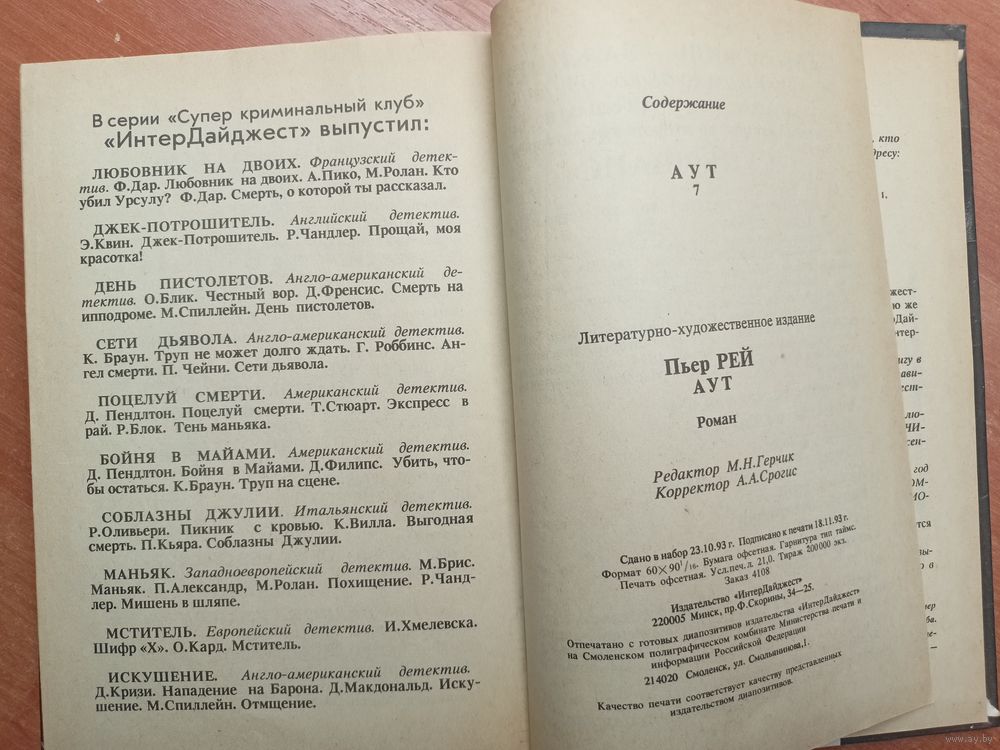 В серии «Супер криминальный клуб»
«ИнтерДайджест» выпустил:
ЛЮБОВНИК НА ДВОИХ. Французский детек-
тив. Ф.Дар. Любовник на двоих. А.Пико, М.Ролан. Кто
убил Урсулу? Ф.Дар. Смерть, о которой ты рассказал.
ДЖЕК-ПОТРОШИТЕЛЬ. Английский детектив.
Э.Квин. Джек-Потрошитель. Р.Чандлер. Прощай, моя
красотка!
ДЕНЬ ПИСТОЛЕТОВ. Англо-американский де-
тектив. О.Блик. Честный вор. Д.Френсис. Смерть на
ипподроме. М.Спиллейн. День пистолетов.
СЕТИ ДЬЯВОЛА. Англо-американский детектив.
К. Браун. Труп не может долго ждать. Г. Роббинс. Ан-
гел смерти. П. Чейни. Сети дьявола.
ПОЦЕЛУЙ СМЕРТИ. Американский детектив.
Д. Пендлтон. Поцелуй смерти. Т.Стюарт. Экспресс в
рай. Р.Блок. Тень маньяка.
БОЙНЯ В МАЙАМИ. Американский детектив.
Д. Пендлтон. Бойня в Майами. Д.Филипс. Убить, что-
бы остаться. К.Браун. Труп на сцене.
СОБЛАЗНЫ ДЖУЛИИ. Итальянский детектив.
Р.Оливьери. Пикник с кровью. К.Вилла. Выгодная
смерть. П.Кьяра. Соблазны Джулии.
МАНЬЯК. Западноевропейский детектив. М.Брис.
Маньяк. П.Александр, М.Ролан. Похищение. Р.Чанд-
лер. Мишень в шляпе.
МСТИТЕЛЬ. Европейский детектив. И.Хмелевска.
Шифр «Х». О.Кард. Мститель.
ИСКУШЕНИЕ. Англо-американский детектив.
Д.Кризи. Нападение на Барона. Д.Макдональд. Иску-
шение. М.Спиллейн. Отмщение.
Содержание
АУТ
7
Литературно-художественное издание
Пьер РЕЙ
АУТ
Роман
Редактор М.Н.Герчик
Корректор А.А.Срогис
Сдано в набор 23.10.93 г. Подписано к печати 18.11.93 г.
Формат 60×90¹/₁₆. Бумага офсетная. Гарнитура тип таймс.
Печать офсетная. Усл.печ.л. 21,0. Тираж 200000 экз.
Заказ 4108
Издательство «ИнтерДайджест»
220005 Минск, пр.Ф.Скорины, 34—25.
Отпечатано с готовых диапозитивов издательства «ИнтерДайджест»
на Смоленском полиграфическом комбинате Министерства печати и
информации Российской Федерации
214020 Смоленск, ул. Смольянинова,1.
Качество печати соответствует качеству представленных
издательством диапозитивов.
кто
дресу:
1.
www.ay.by